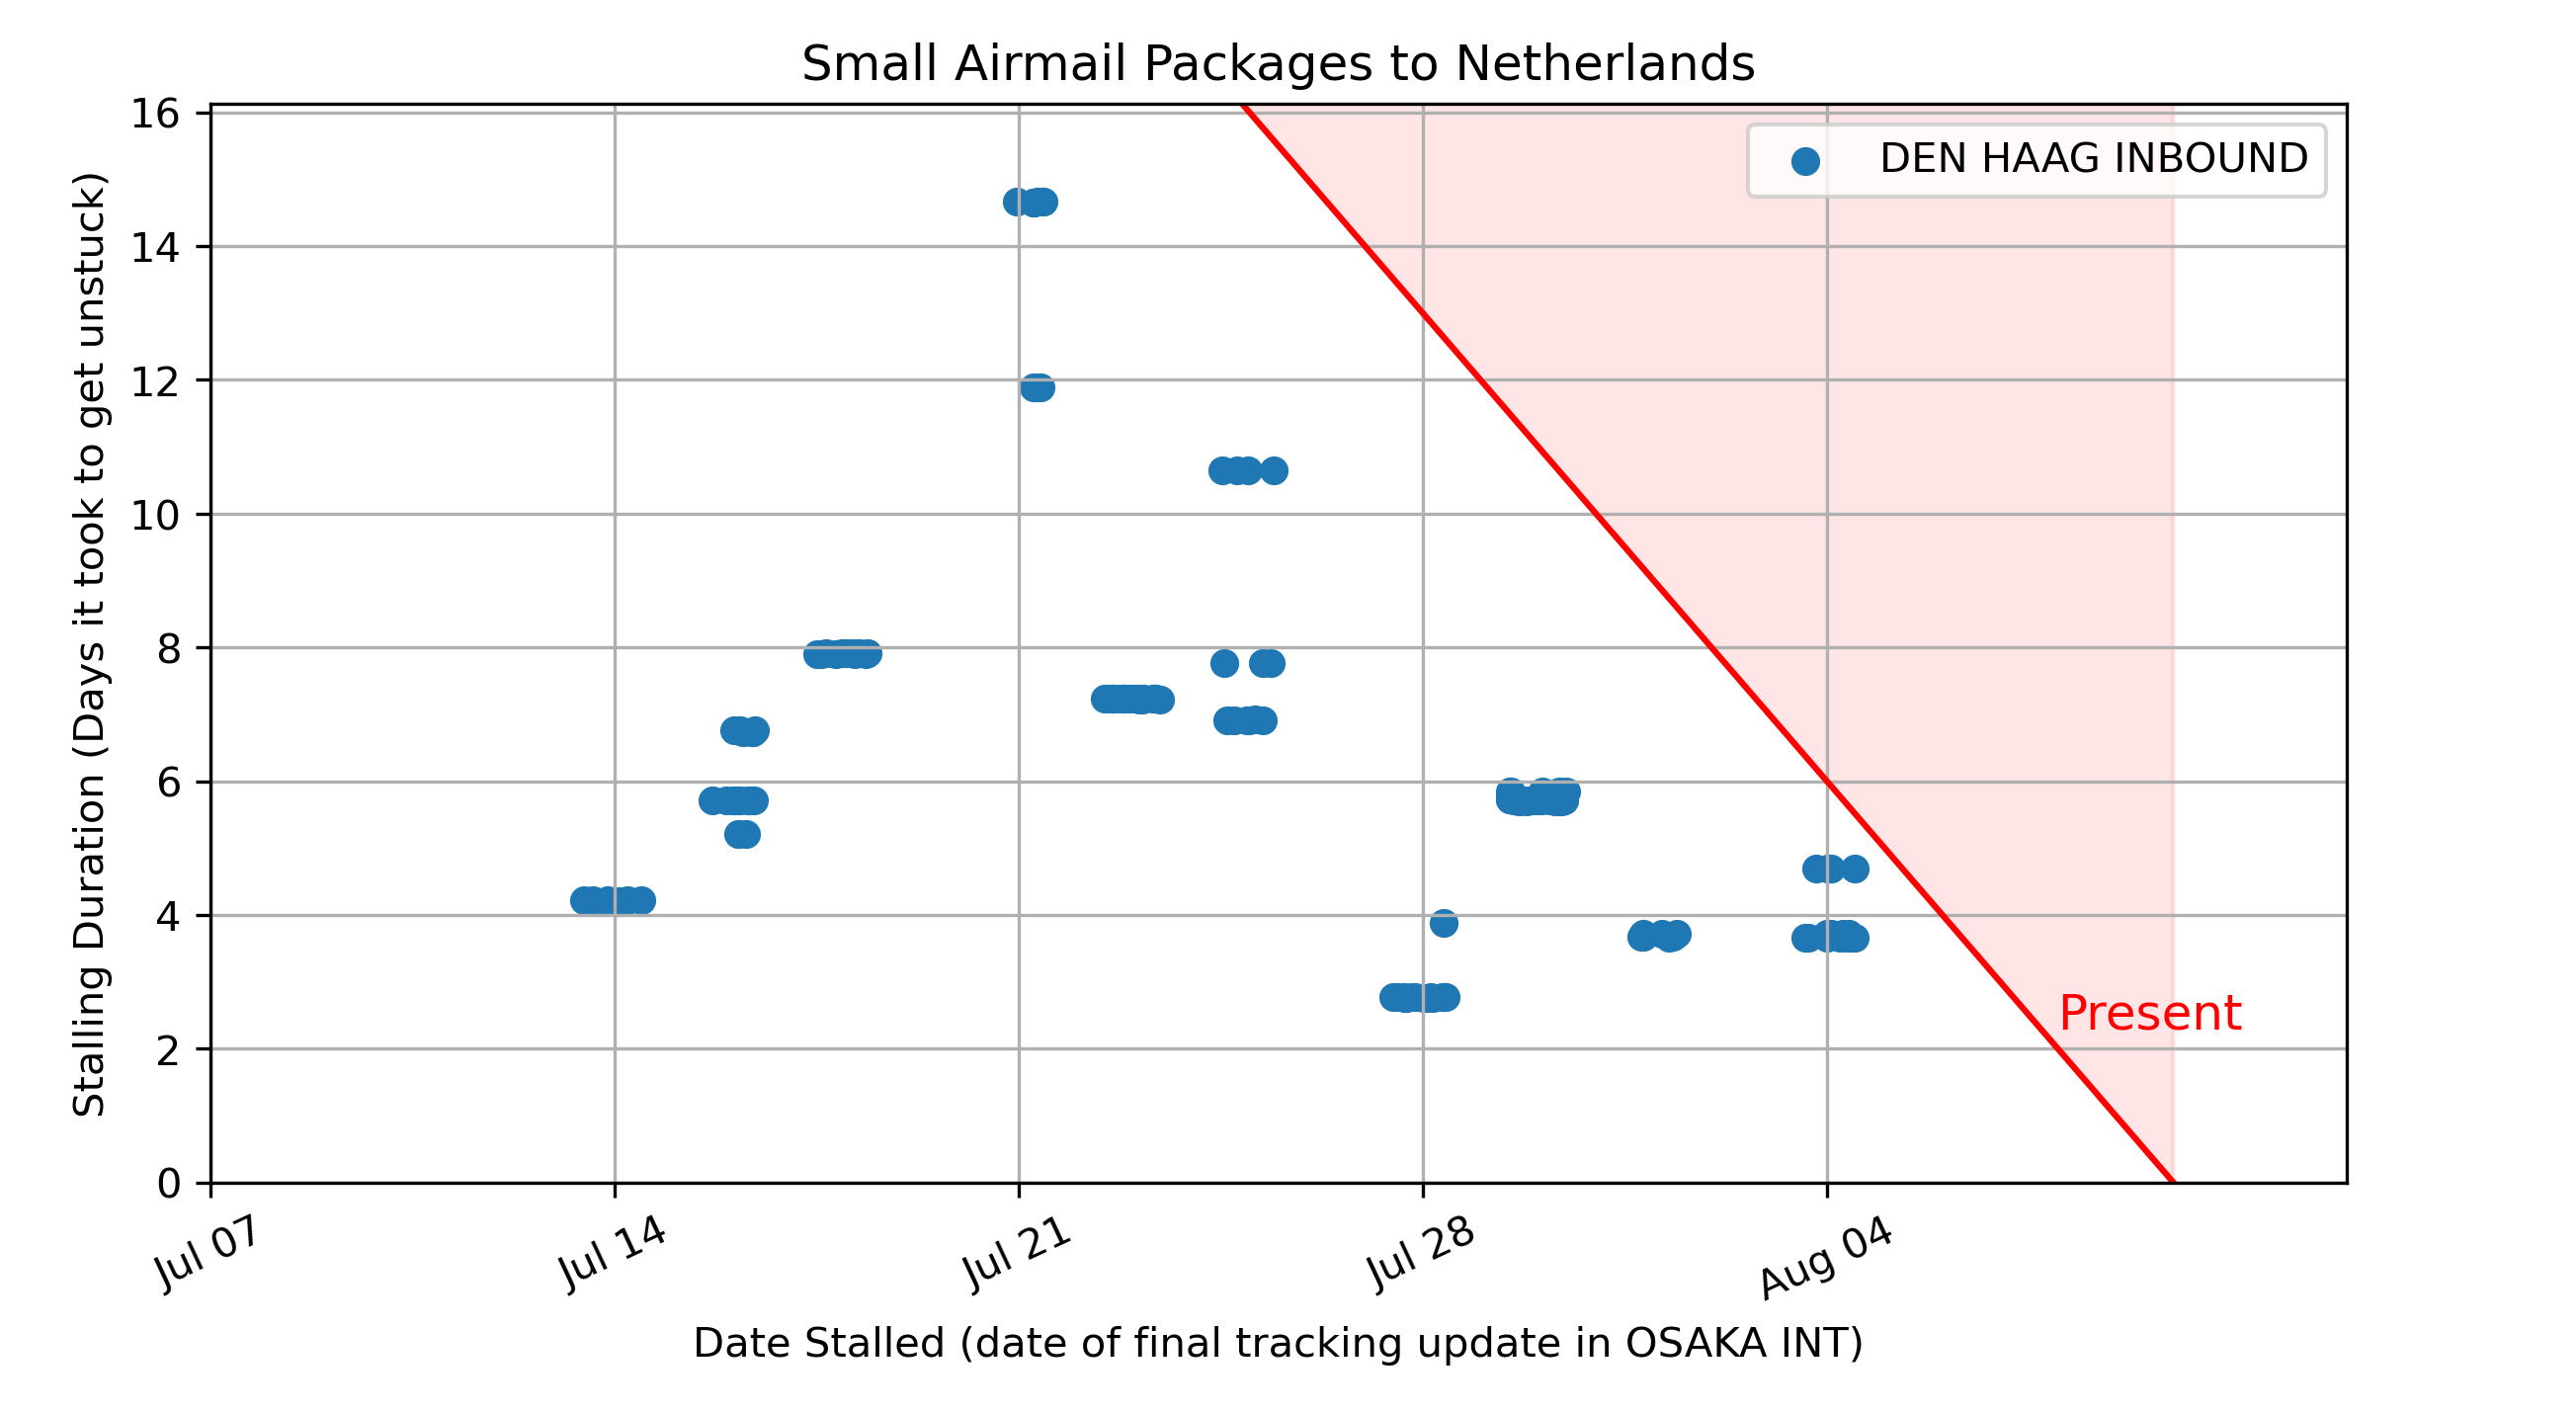 Small Airmail Packages to Netherlands
DEN HAAG INBOUND
Stalling Duration (Days it took to get unstuck)
16
14
12
10
8
6
4
2
0
Present
Jul 07
Jul 14
Jul 21
Jul 28
Aug 04
Date Stalled (date of final tracking update in OSAKA INT)